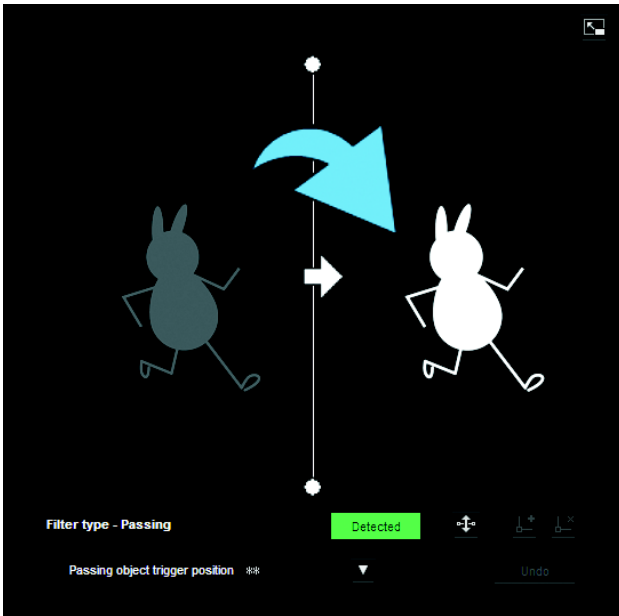 Filter type - Passing
Detected
Passing object trigger position **
Undo